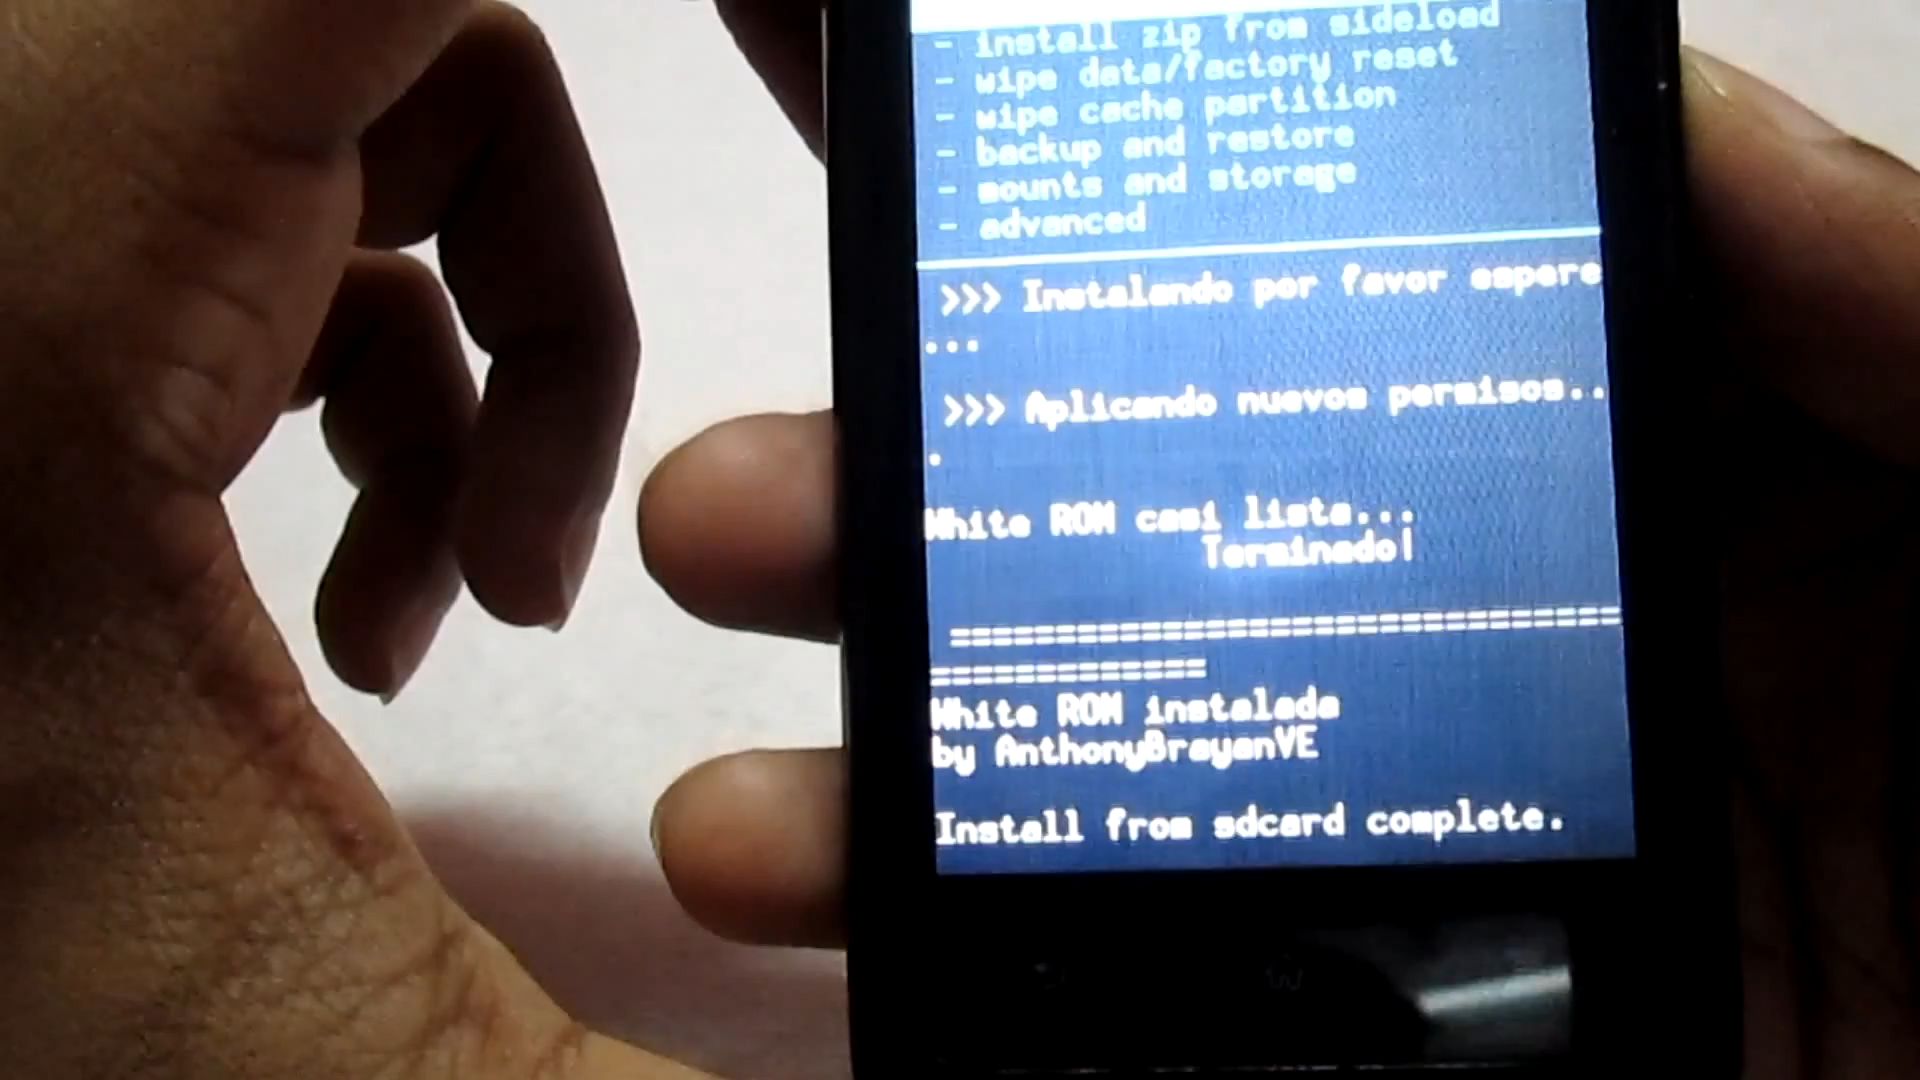 - install zip from sideload
- wipe data/factory reset
- wipe cache partition
- backup and restore
- mounts and storage
- advanced
>>> Instalando por favor espere
...
>>> Aplicando nuevos permisos..
.
White ROM casi lista...
Terminado!
================================
=============
White ROM instalada
by AnthonyBrayanVE
Install from sdcard complete.